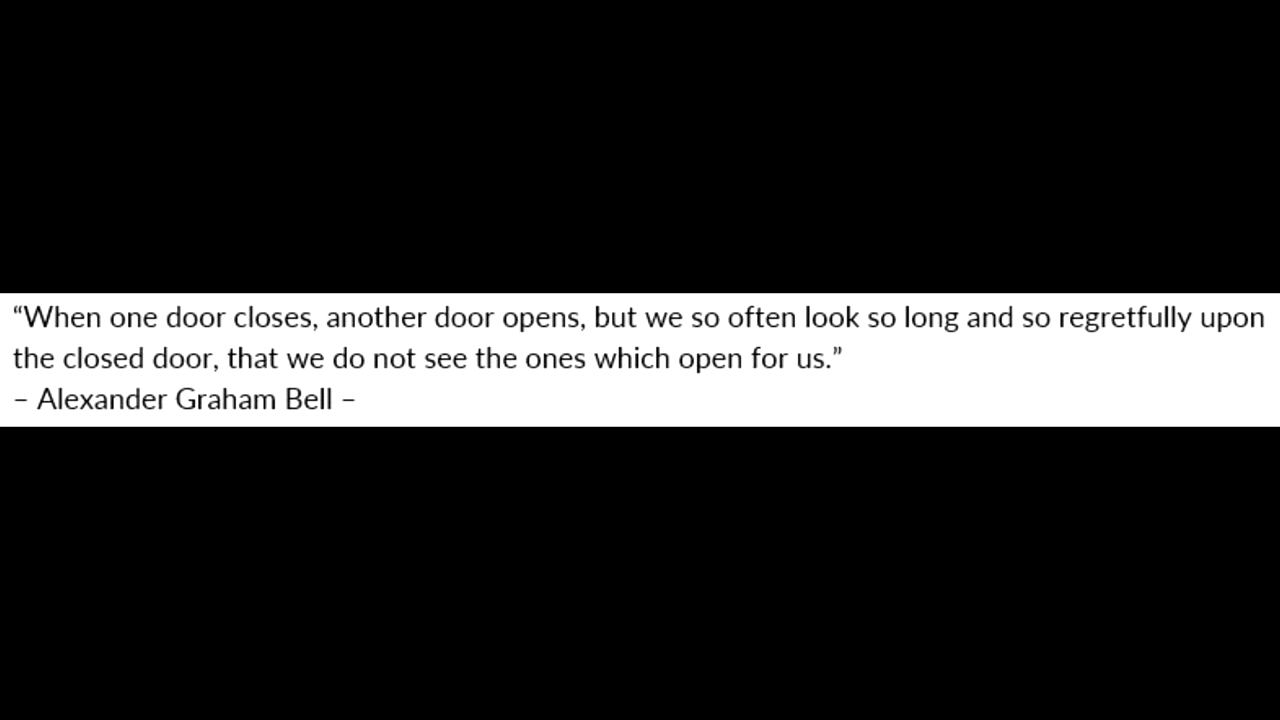 “When one door closes, another door opens, but we so often look so long and so regretfully upon
the closed door, that we do not see the ones which open for us.”
– Alexander Graham Bell –